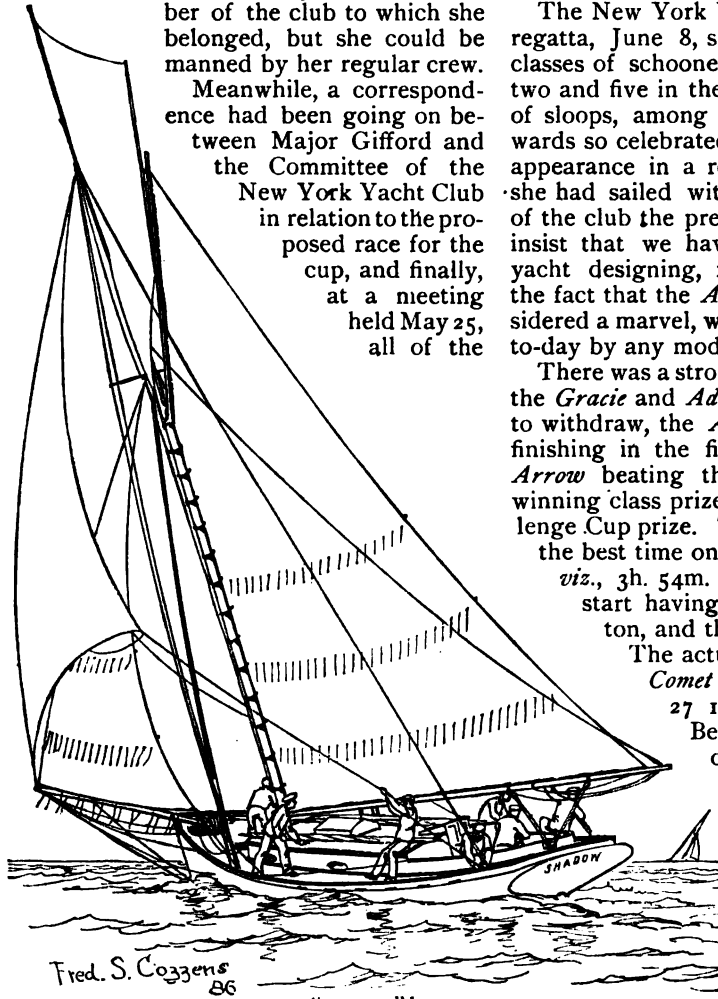 ber of the club to which she
belonged, but she could be
manned by her regular crew.
Meanwhile, a correspond-
ence had been going on be-
tween Major Gifford and
the Committee of the
New York Yacht Club
in relation to the pro-
posed race for the
cup, and finally,
at a meeting
held May 25,
all of the
The New York
regatta, June 8, s
classes of schoone
two and five in the
of sloops, among
wards so celebrated
appearance in a r
she had sailed wit
of the club the pre
insist that we hav
yacht designing,
the fact that the A
sidered a marvel, w
to-day by any mod
There was a stro
the Gracie and Ad
to withdraw, the A
finishing in the fi
Arrow beating th
winning class prize
lenge Cup prize.
the best time on
viz., 3h. 54m.
start having
ton, and th
The actu
Comet
27 1
Be
SHADOW
Fred. S. Cozzens
86